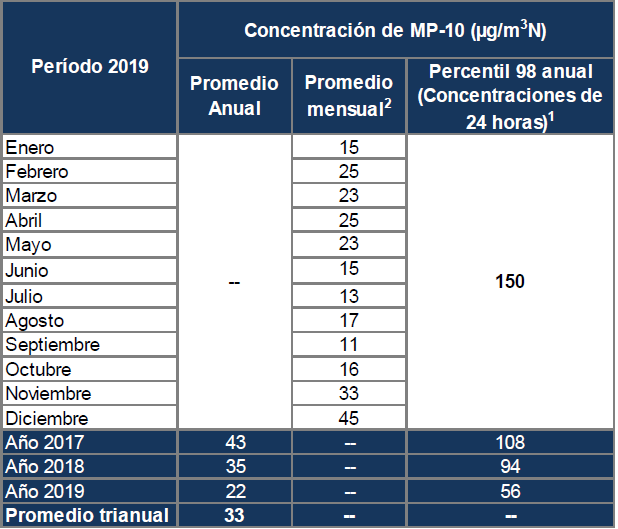 Período 2019
Concentración de MP-10 (µg/m³N)
Promedio Anual
Promedio mensual²
Percentil 98 anual (Concentraciones de 24 horas)¹
Enero 15
Febrero 25
Marzo 23
Abril 25
Mayo 23
Junio 15
-- 150
Julio 13
Agosto 17
Septiembre 11
Octubre 16
Noviembre 33
Diciembre 45
Año 2017 43 -- 108
Año 2018 35 -- 94
Año 2019 22 -- 56
Promedio trianual 33 -- --